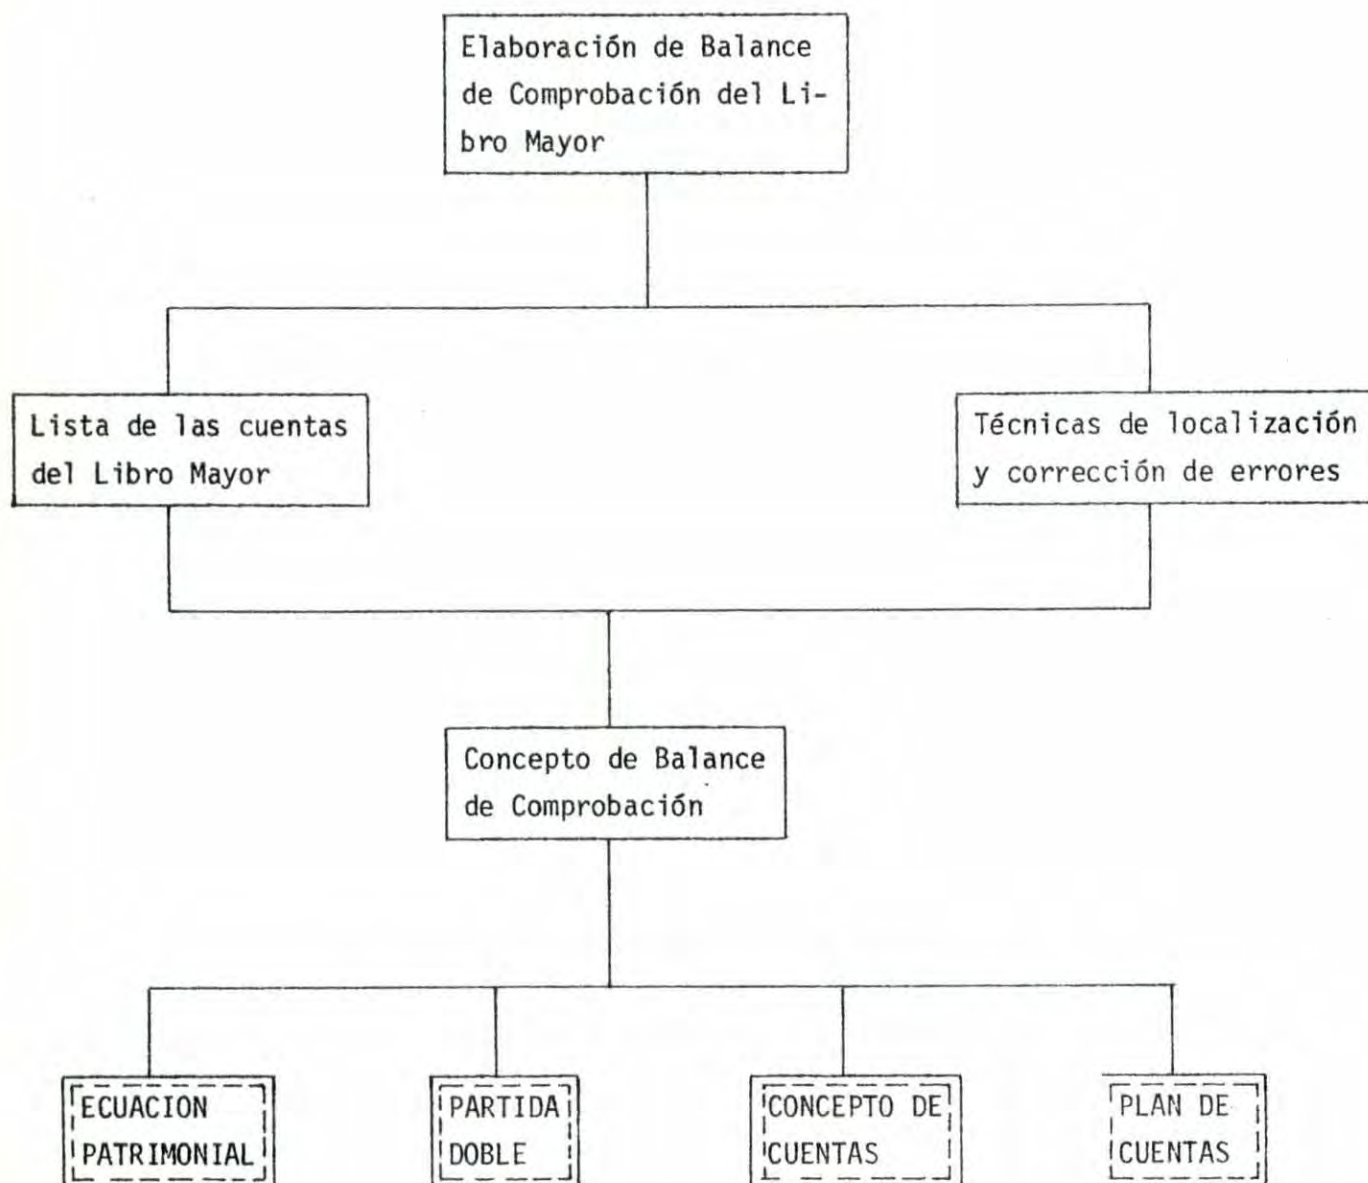 Elaboración de Balance
de Comprobación del Li-
bro Mayor
Lista de las cuentas
del Libro Mayor
Técnicas de localización
y corrección de errores
Concepto de Balance
de Comprobación
ECUACION
PATRIMONIAL
PARTIDA
DOBLE
CONCEPTO DE
CUENTAS
PLAN DE
CUENTAS